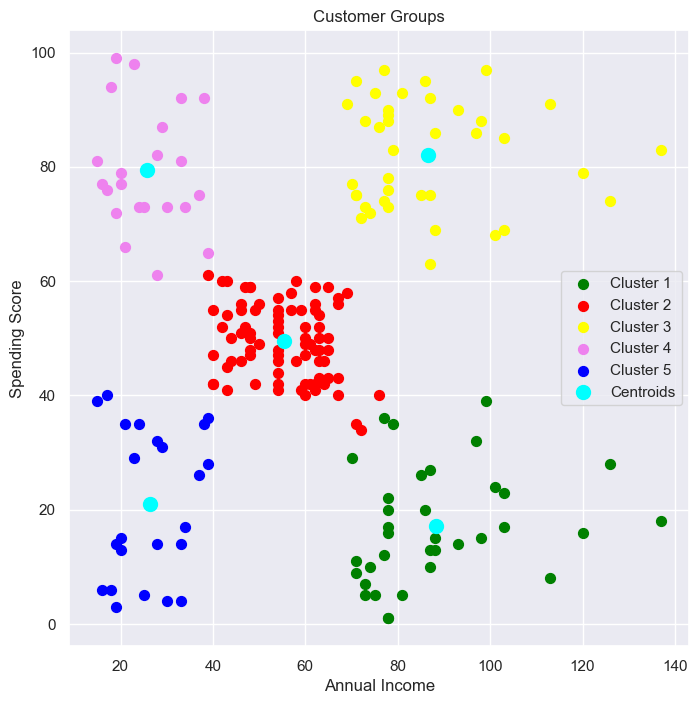 Customer Groups
100
80
60
40
20
0
Spending Score
Cluster 1
Cluster 2
Cluster 3
Cluster 4
Cluster 5
Centroids
20 40 60 80 100 120 140
Annual Income